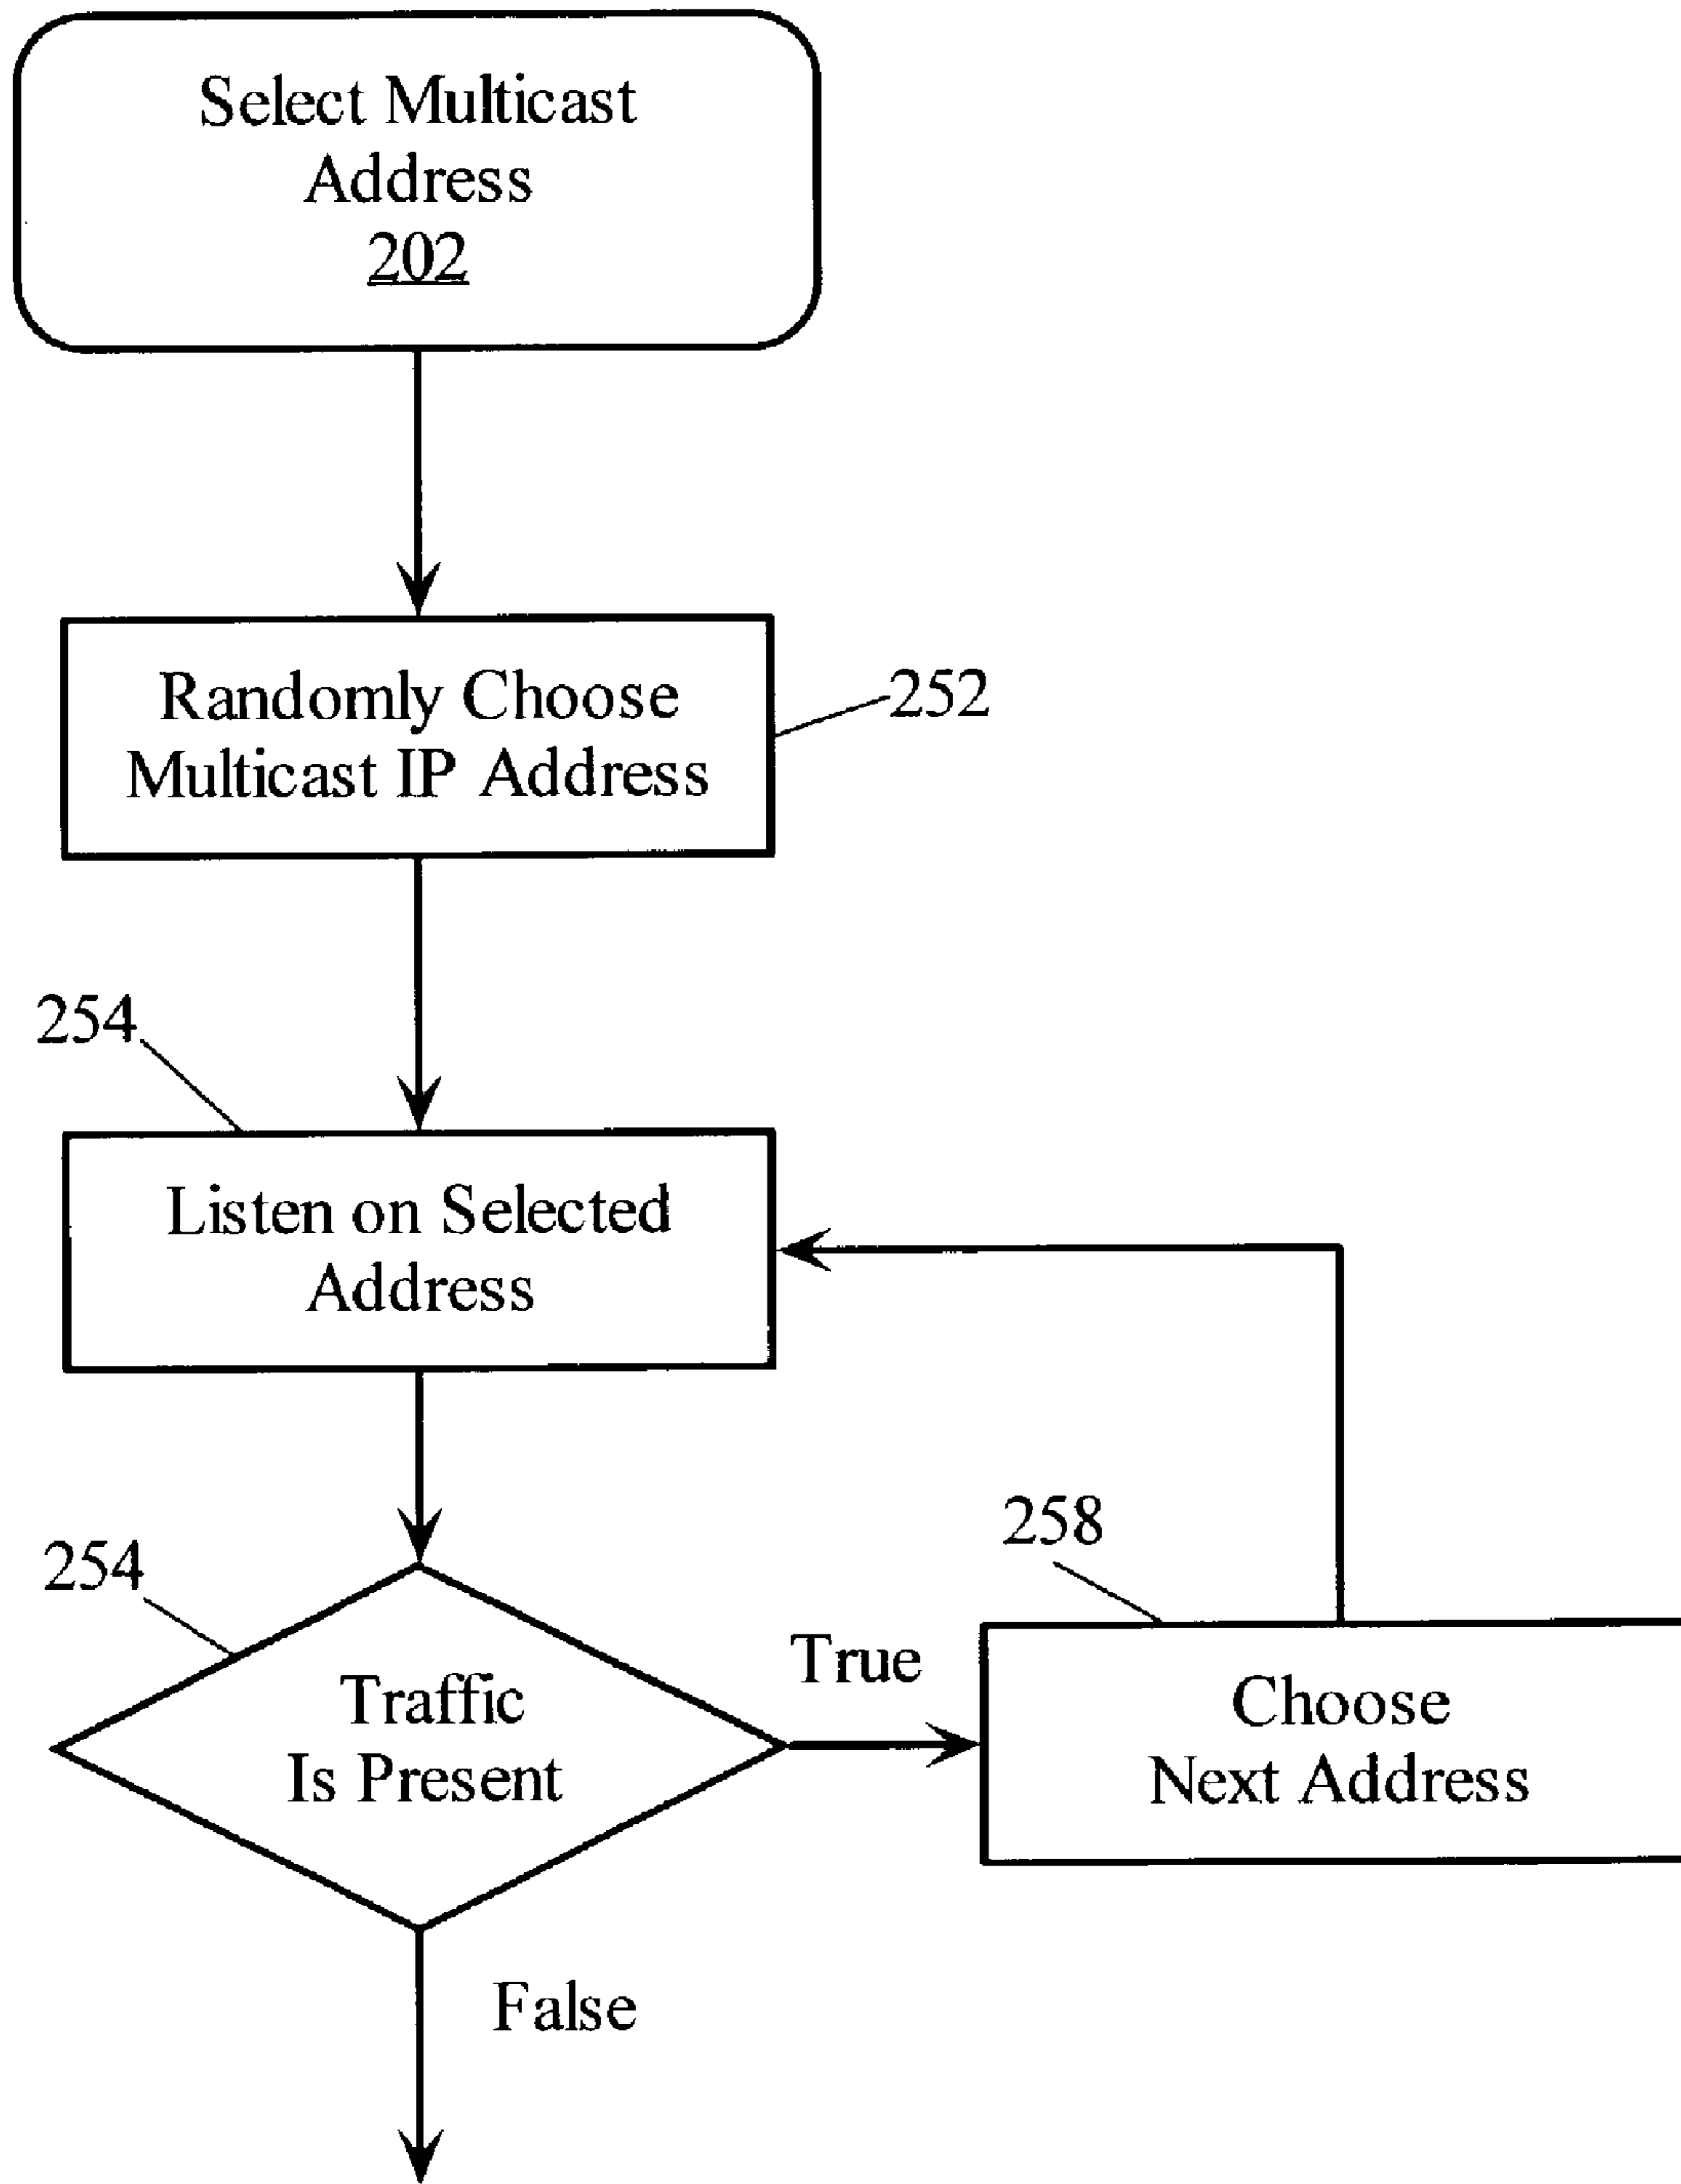 Select Multicast
Address
202
Randomly Choose
Multicast IP Address
252
254
Listen on Selected
Address
254
Traffic
Is Present
True
258
Choose
Next Address
False